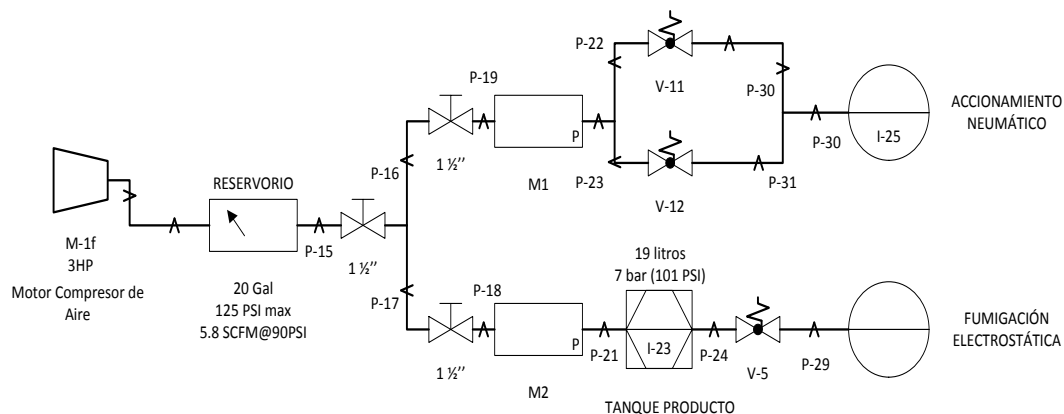 P-22
V-11
P-30
P-19
P
M1
1 ½’’
P-16
P-23
V-12
P-31
P-30
I-25
ACCIONAMIENTO
NEUMÁTICO
M-1f
3HP
Motor Compresor de
Aire
RESERVORIO
20 Gal
125 PSI max
5.8 SCFM@90PSI
P-15
1 ½’’
P-17
P-18
1 ½’’
P
M2
P-21
19 litros
7 bar (101 PSI)
I-23
TANQUE PRODUCTO
P-24
V-5
P-29
FUMIGACIÓN
ELECTROSTÁTICA